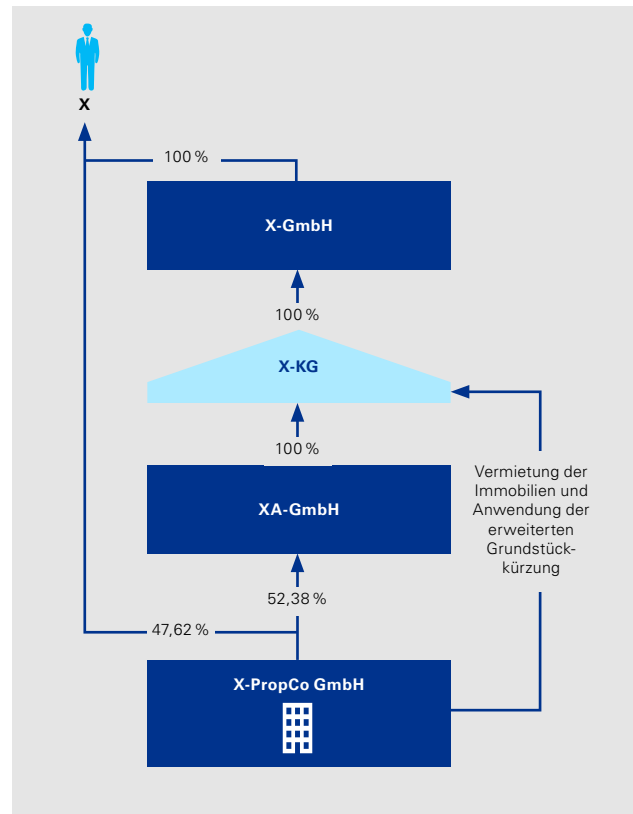 X
100 %
X-GmbH
100 %
X-KG
100 %
XA-GmbH
Vermietung der
Immobilien und
Anwendung der
erweiterten
Grundstück-
kürzung
52,38 %
47,62 %
X-PropCo GmbH